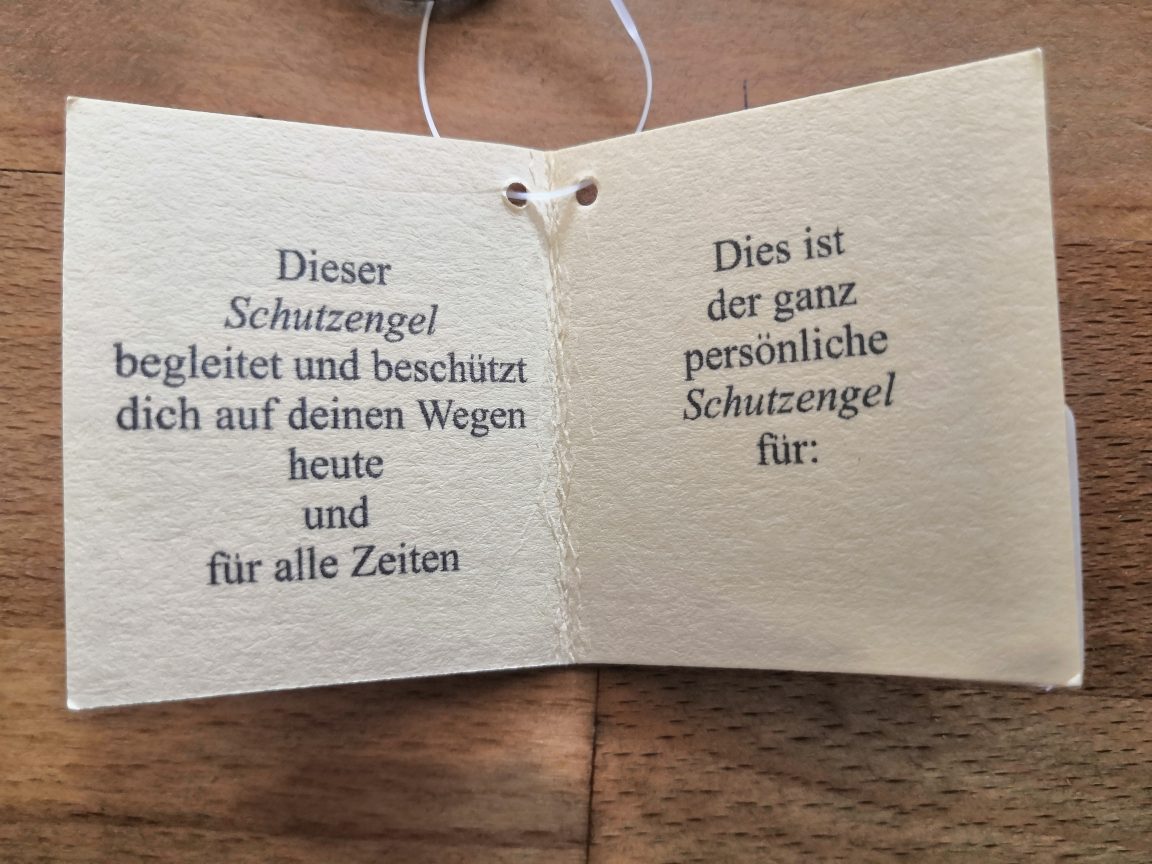 Dieser
Schutzengel
begleitet und beschützt
dich auf deinen Wegen
heute
und
für alle Zeiten
Dies ist
der ganz
persönliche
Schutzengel
für: